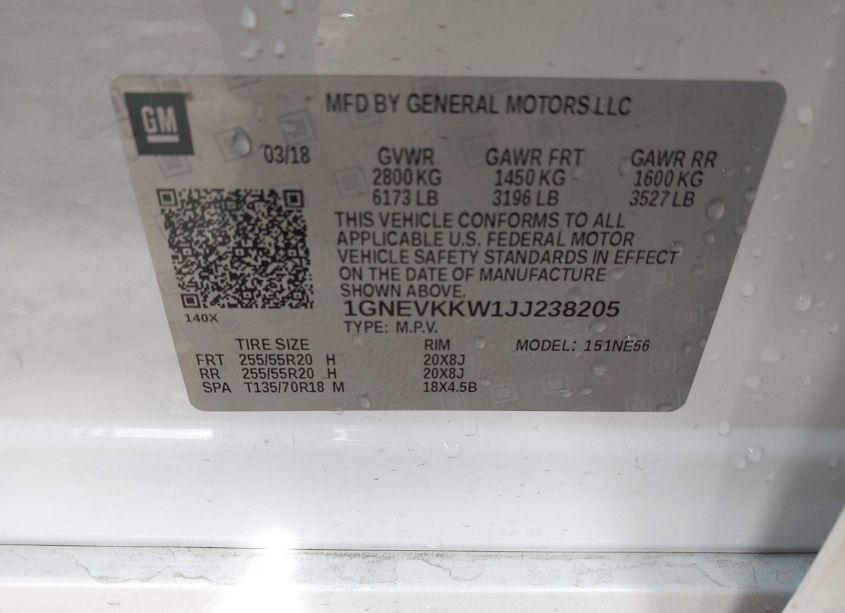 GM
MFD BY GENERAL MOTORS LLC
03/18 GVWR GAWR FRT GAWR RR
2800 KG 1450 KG 1600 KG
6173 LB 3196 LB 3527 LB
THIS VEHICLE CONFORMS TO ALL
APPLICABLE U.S. FEDERAL MOTOR
VEHICLE SAFETY STANDARDS IN EFFECT
ON THE DATE OF MANUFACTURE
SHOWN ABOVE.
1GNEVKKW1JJ238205
140X
TYPE: M.P.V.
TIRE SIZE RIM MODEL: 151NE56
FRT 255/55R20 H 20X8J
RR 255/55R20 H 20X8J
SPA T135/70R18 M 18X4.5B